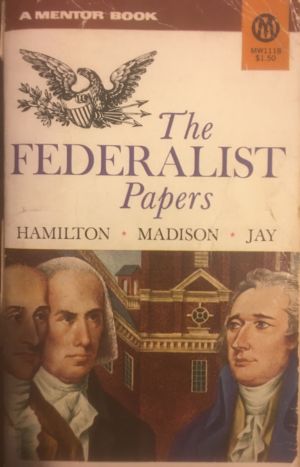 A MENTOR BOOK
M
MW1118
$1.50
The
FEDERALIST
Papers
HAMILTON * MADISON * JAY